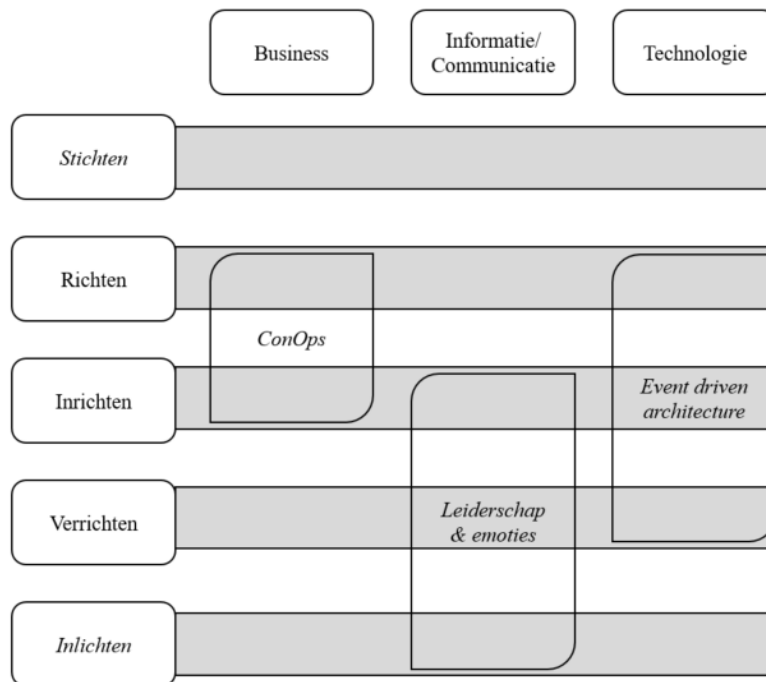 Business
Informatie/
Communicatie
Technologie
Stichten
Richten
ConOps
Inrichten
Event driven
architecture
Verrichten
Leiderschap
& emoties
Inlichten